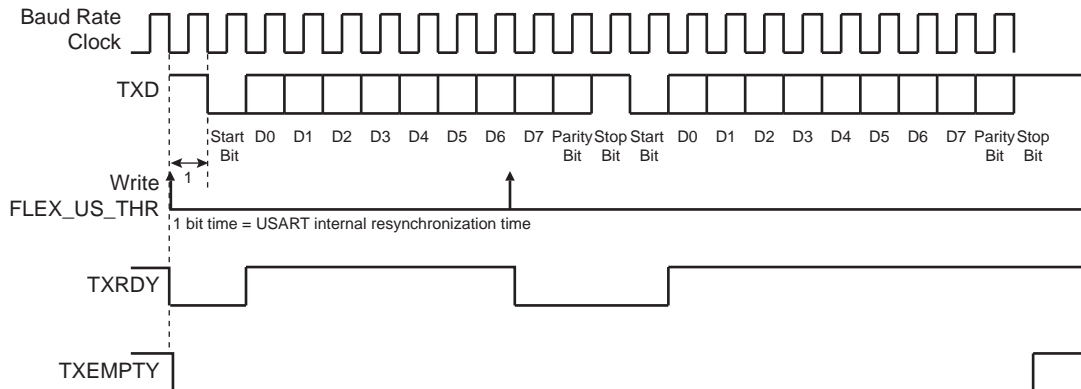 Baud Rate
Clock
TXD
Start D0 D1 D2 D3 D4 D5 D6 D7 Parity Stop Start D0 D1 D2 D3 D4 D5 D6 D7 Parity Stop
Bit Bit Bit Bit Bit Bit
1
Write
FLEX_US_THR
1 bit time = USART internal resynchronization time
TXRDY
TXEMPTY